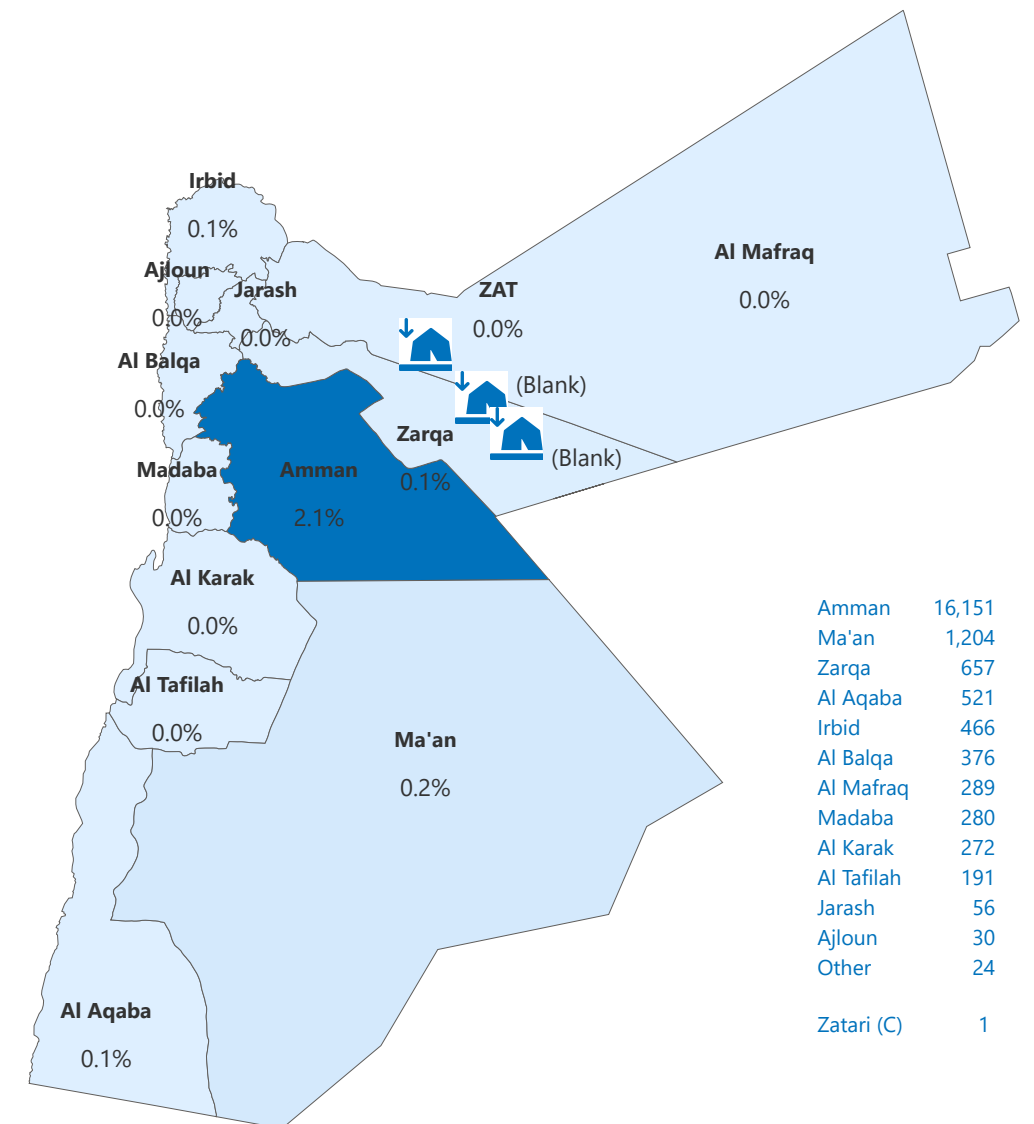 Irbid
0.1%
Al Mafraq
0.0%
Ajloun
0.0%
Jarash
0.0%
ZAT
0.0%
Al Balqa
0.0%
(Blank)
Zarqa
0.1%
(Blank)
Madaba
0.0%
Amman
2.1%
Al Karak
0.0%
Al Tafilah
0.0%
Ma'an
0.2%
Al Aqaba
0.1%
Amman 16,151
Ma'an 1,204
Zarqa 657
Al Aqaba 521
Irbid 466
Al Balqa 376
Al Mafraq 289
Madaba 280
Al Karak 272
Al Tafilah 191
Jarash 56
Ajloun 30
Other 24
Zatari (C) 1